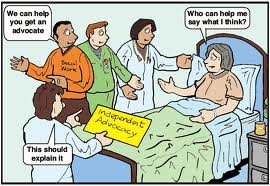 We can help
you get an
advocate
Who can help me
say what I think?
Social
Work
Independent
Advocacy
This should
explain it